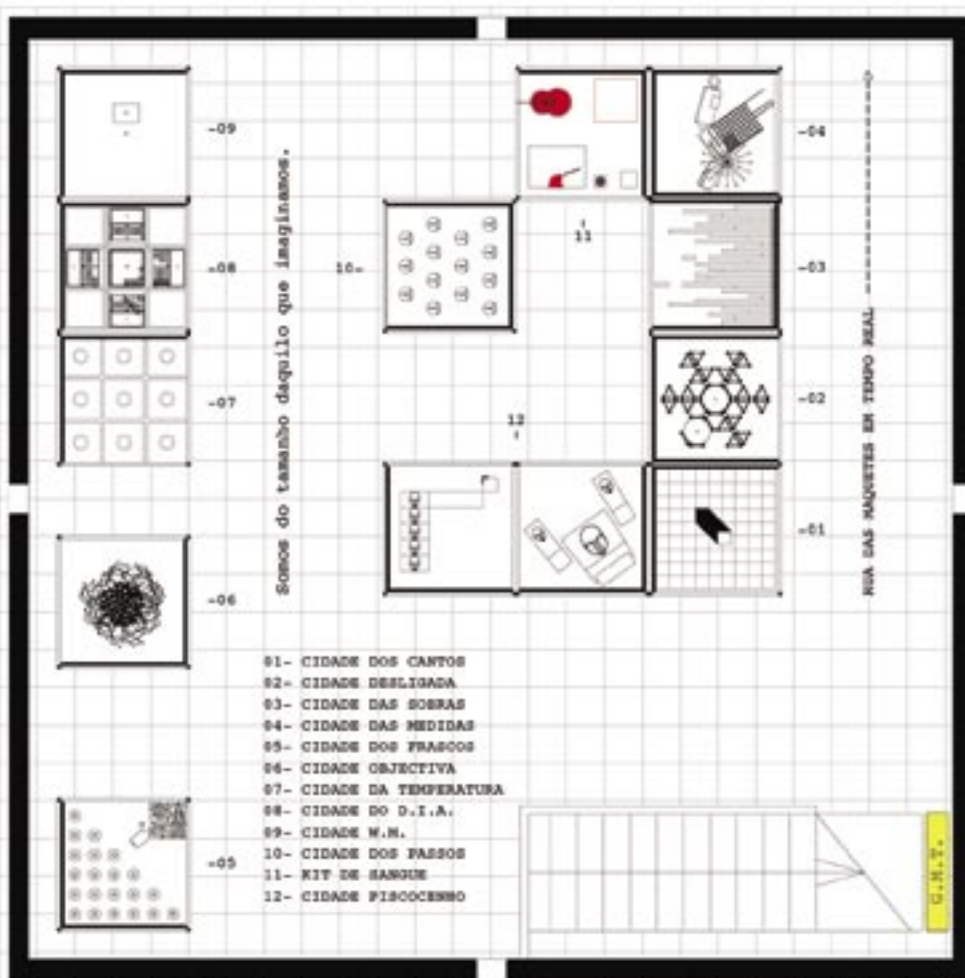 -09
-08
-07
-06
-05
Somos do tamanho daquilo que imaginamos.
10-
11
12
-04
-03
-02
-01
RUA DAS MAQUETES EM TEMPO REAL
01- CIDADE DOS CANTOS
02- CIDADE DESLIGADA
03- CIDADE DAS SOBRAS
04- CIDADE DAS MEDIDAS
05- CIDADE DOS FRASCOS
06- CIDADE OBJECTIVA
07- CIDADE DA TEMPERATURA
08- CIDADE DO D.I.A.
09- CIDADE W.M.
10- CIDADE DOS PASSOS
11- KIT DE SANGUE
12- CIDADE
G.M.T.